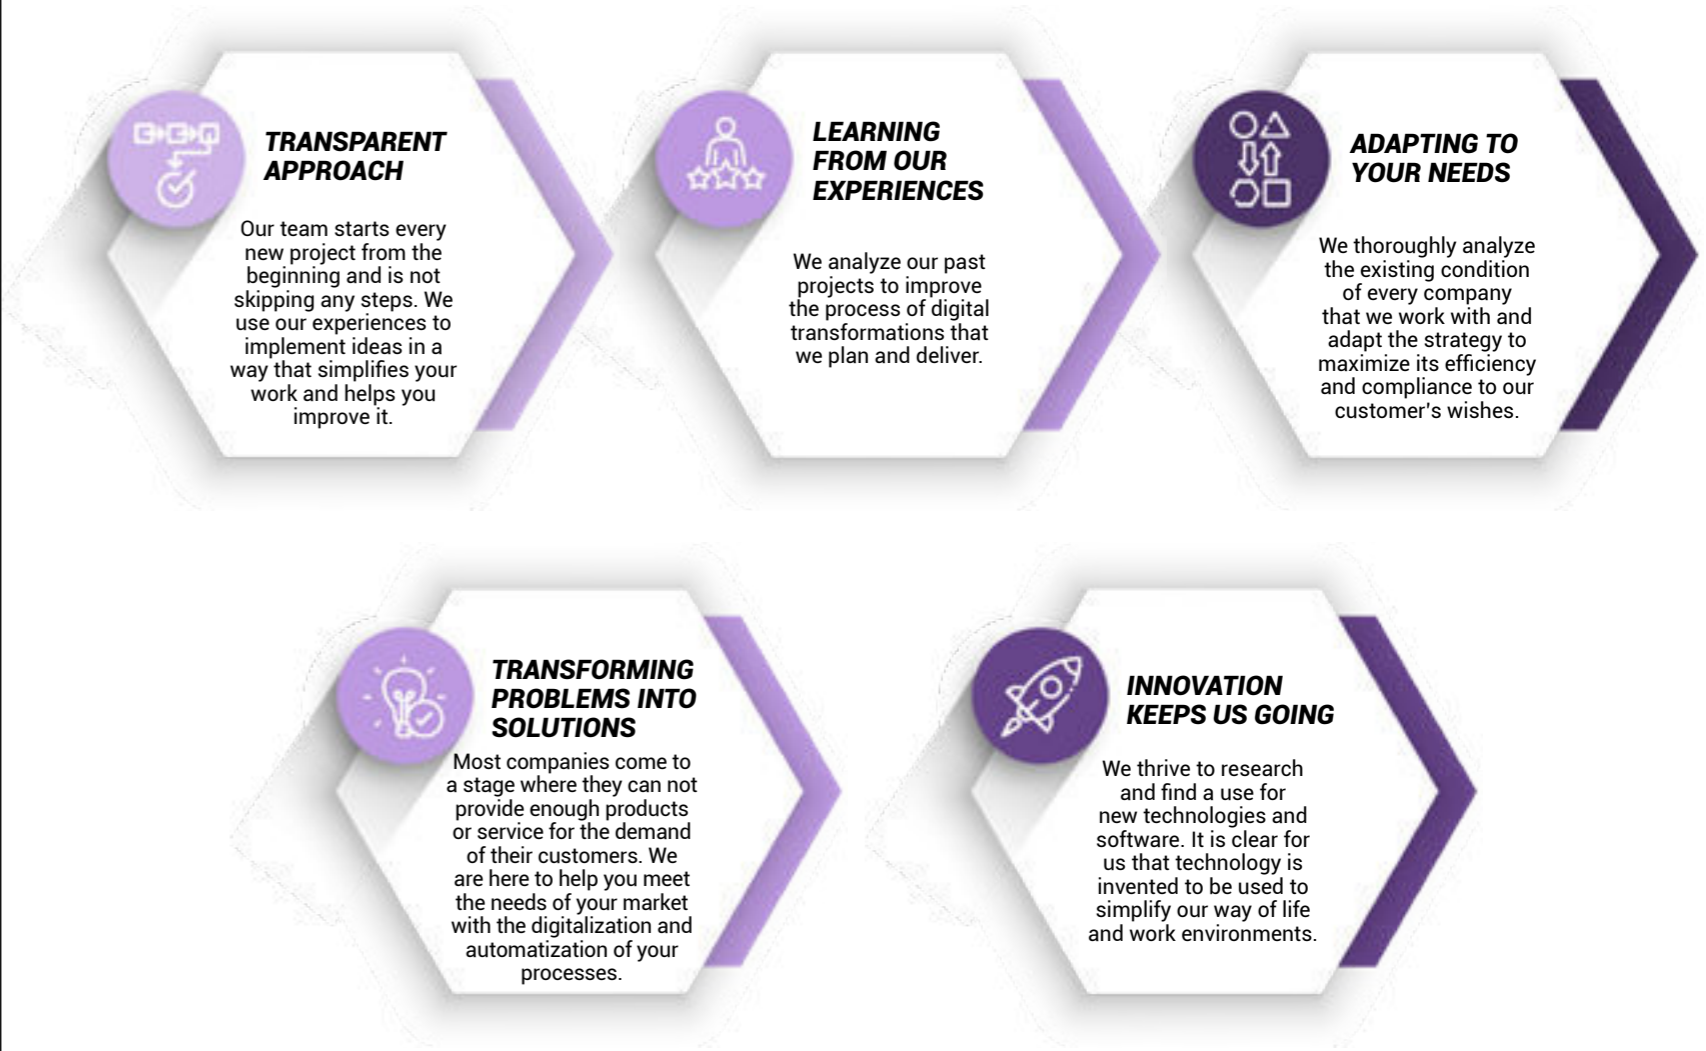 TRANSPARENT
APPROACH
Our team starts every
new project from the
beginning and is not
skipping any steps. We
use our experiences to
implement ideas in a
way that simplifies your
work and helps you
improve it.
LEARNING
FROM OUR
EXPERIENCES
We analyze our past
projects to improve
the process of digital
transformations that
we plan and deliver.
ADAPTING TO
YOUR NEEDS
We thoroughly analyze
the existing condition
of every company
that we work with and
adapt the strategy to
maximize its efficiency
and compliance to our
customer's wishes.
TRANSFORMING
PROBLEMS INTO
SOLUTIONS
Most companies come to
a stage where they can not
provide enough products
or service for the demand
of their customers. We
are here to help you meet
the needs of your market
with the digitalization and
automatization of your
processes.
INNOVATION
KEEPS US GOING
We thrive to research
and find a use for
new technologies and
software. It is clear for
us that technology is
invented to be used to
simplify our way of life
and work environments.